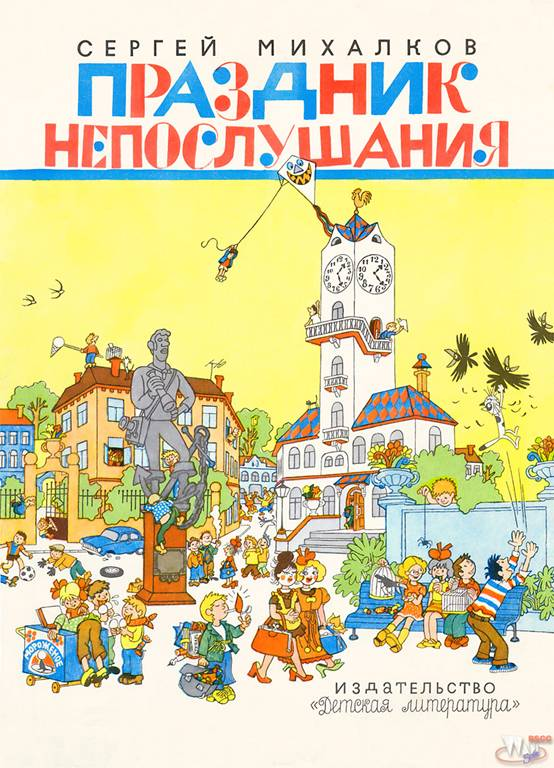 СЕРГЕЙ МИХАЛКОВ
ПРАЗДНИК
НЕПОСЛУШАНИЯ
МОРОЖЕНОЕ
ИЗДАТЕЛЬСТВО
«Детская литература»